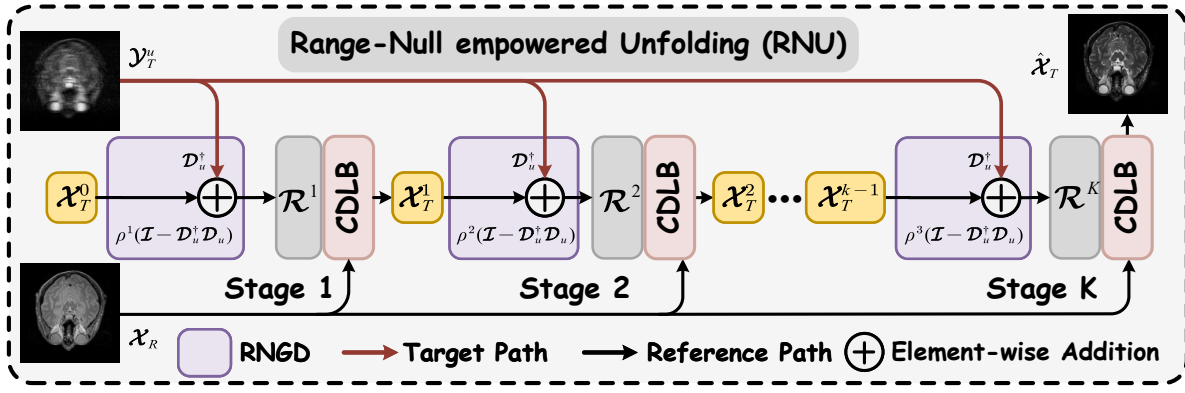 Range-Null empowered Unfolding (RNU)
𝒴_T^u
𝒳̂_T
𝒟_u^†
𝒟_u^†
𝒟_u^†
𝒳_T^0
ℛ^1
CDLB
𝒳_T^1
ℛ^2
CDLB
𝒳_T^2
•••
𝒳_T^{k-1}
ℛ^K
CDLB
ρ^1(ℐ − 𝒟_u^† 𝒟_u)
ρ^2(ℐ − 𝒟_u^† 𝒟_u)
ρ^3(ℐ − 𝒟_u^† 𝒟_u)
Stage 1
Stage 2
Stage K
𝒳_R
RNGD
Target Path
Reference Path
Element-wise Addition